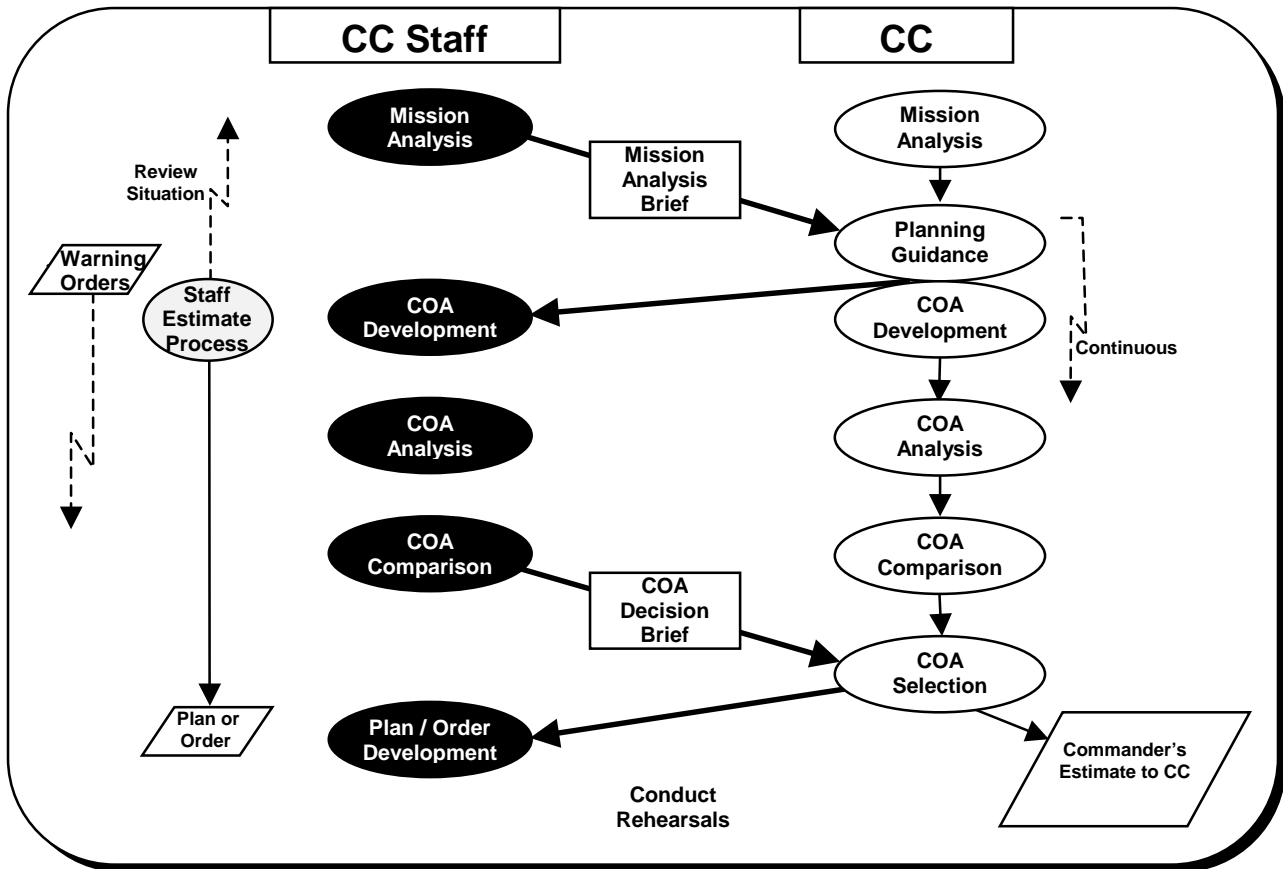 CC Staff
CC
Mission
Analysis
Mission
Analysis
Mission
Analysis
Brief
Review
Situation
Planning
Guidance
Warning
Orders
Staff
Estimate
Process
COA
Development
COA
Development
Continuous
COA
Analysis
COA
Analysis
COA
Comparison
COA
Comparison
COA
Decision
Brief
COA
Selection
Plan or
Order
Plan / Order
Development
Commander’s
Estimate to CC
Conduct
Rehearsals